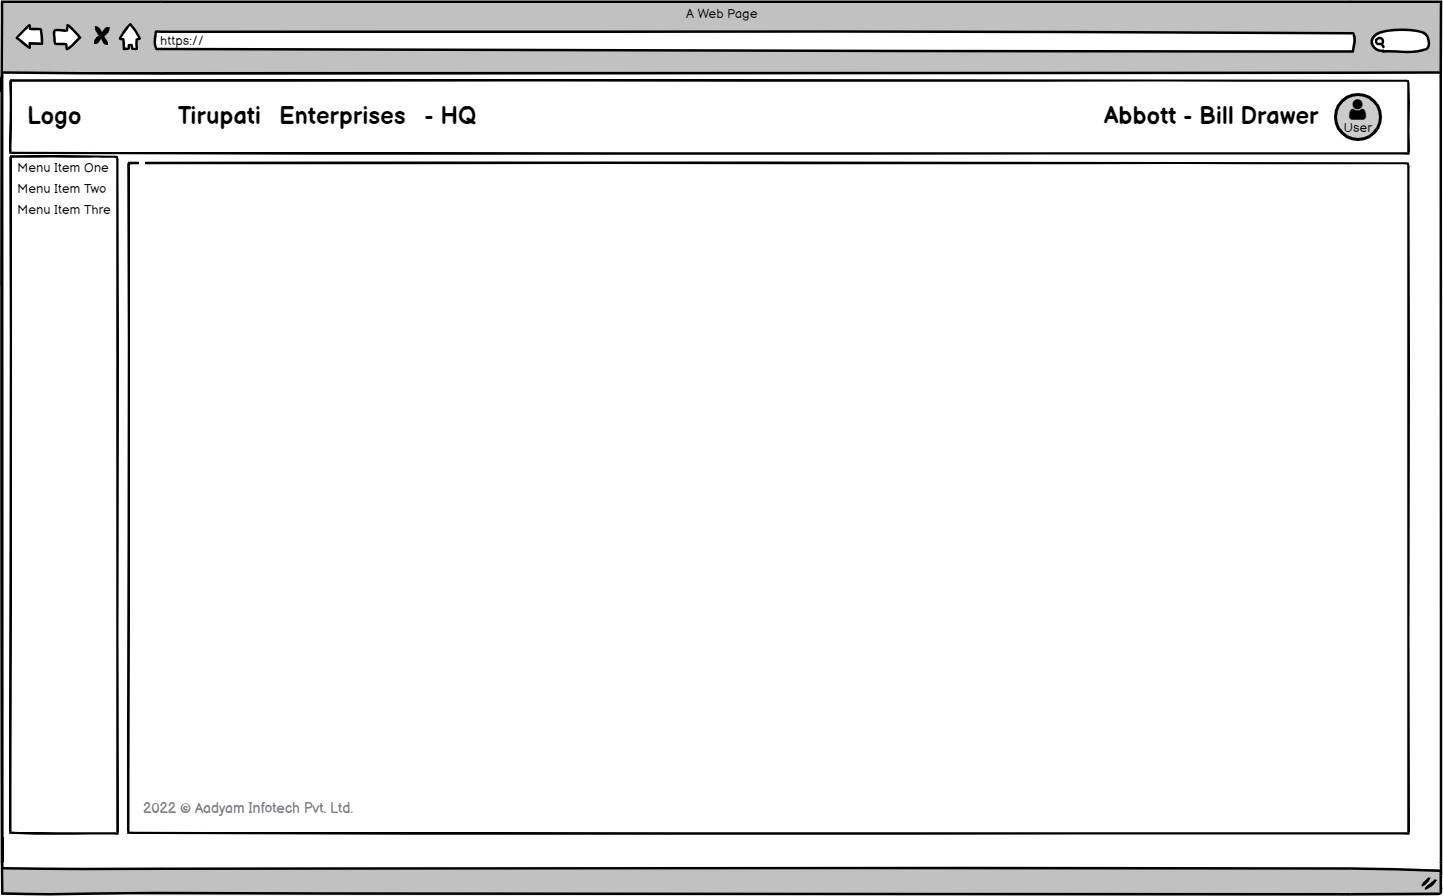 A Web Page
https://
Logo
Tirupati Enterprises - HQ
Abbott - Bill Drawer
User
Menu Item One
Menu Item Two
Menu Item Thre
2022 © Aadyam Infotech Pvt. Ltd.